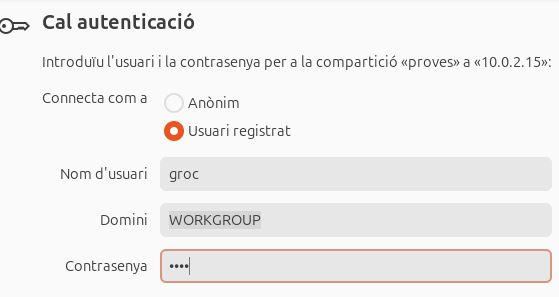 Cal autenticació
Introduïu l'usuari i la contrasenya per a la compartició «proves» a «10.0.2.15»:
Connecta com a
Anònim
Usuari registrat
Nom d'usuari groc
Domini WORKGROUP
Contrasenya ••••